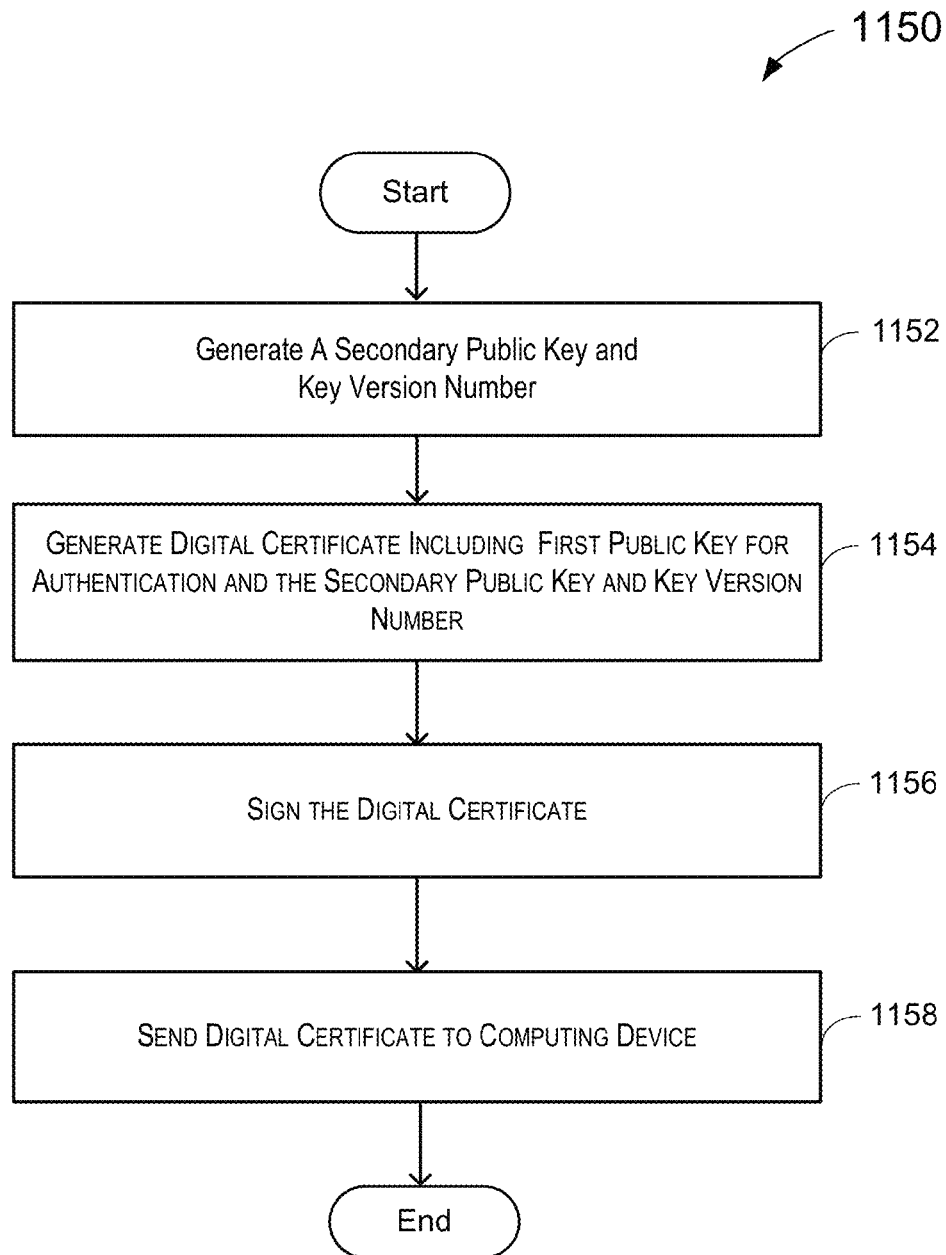 1150
Start
Generate A Secondary Public Key and
Key Version Number
1152
GENERATE DIGITAL CERTIFICATE INCLUDING FIRST PUBLIC KEY FOR
AUTHENTICATION AND THE SECONDARY PUBLIC KEY AND KEY VERSION
NUMBER
1154
SIGN THE DIGITAL CERTIFICATE
1156
SEND DIGITAL CERTIFICATE TO COMPUTING DEVICE
1158
End